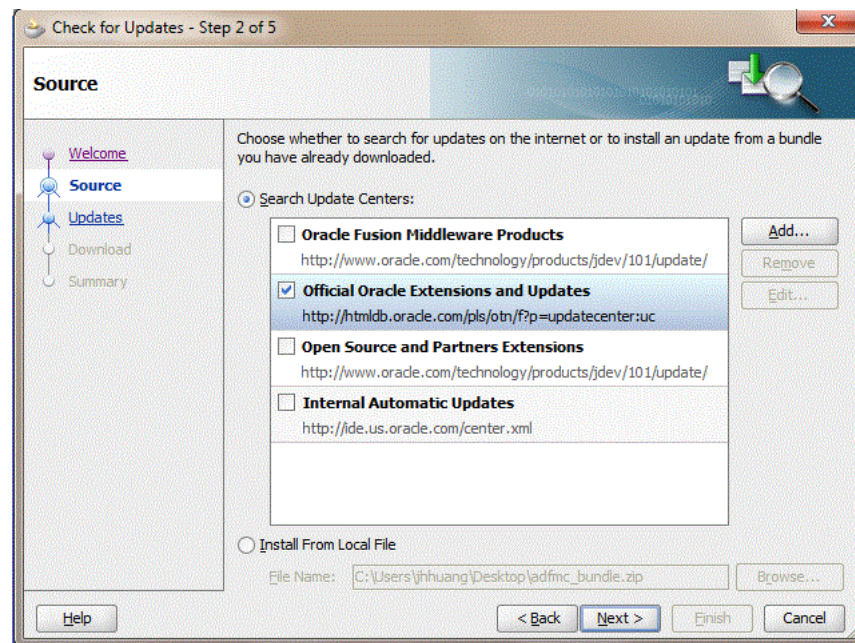 Check for Updates - Step 2 of 5
Source
Welcome
Source
Updates
Download
Summary
Choose whether to search for updates on the internet or to install an update from a bundle
you have already downloaded.
Search Update Centers:
Oracle Fusion Middleware Products
http://www.oracle.com/technology/products/jdev/101/update/
Official Oracle Extensions and Updates
http://htmldb.oracle.com/pls/otn/f?p=updatecenter:uc
Open Source and Partners Extensions
http://www.oracle.com/technology/products/jdev/101/update/
Internal Automatic Updates
http://ide.us.oracle.com/center.xml
Add...
Remove
Edit...
Install From Local File
File Name: C:\Users\jhhuang\Desktop\adfmc_bundle.zip Browse...
Help < Back Next > Finish Cancel